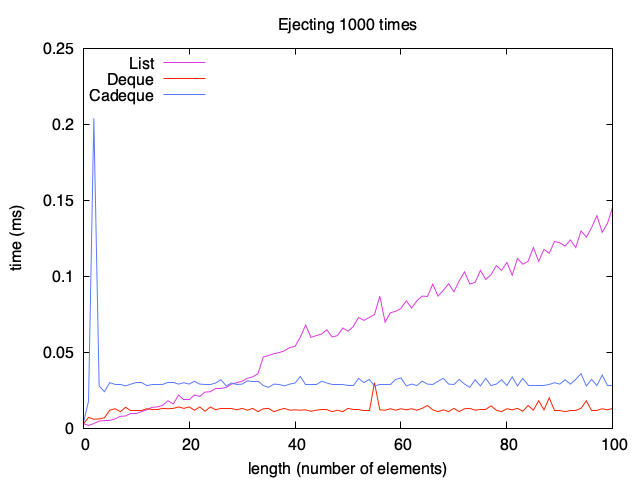 Ejecting 1000 times
0.25
List
Deque
Cadeque
0.2
0.15
time (ms)
0.1
0.05
0
0 20 40 60 80 100
length (number of elements)